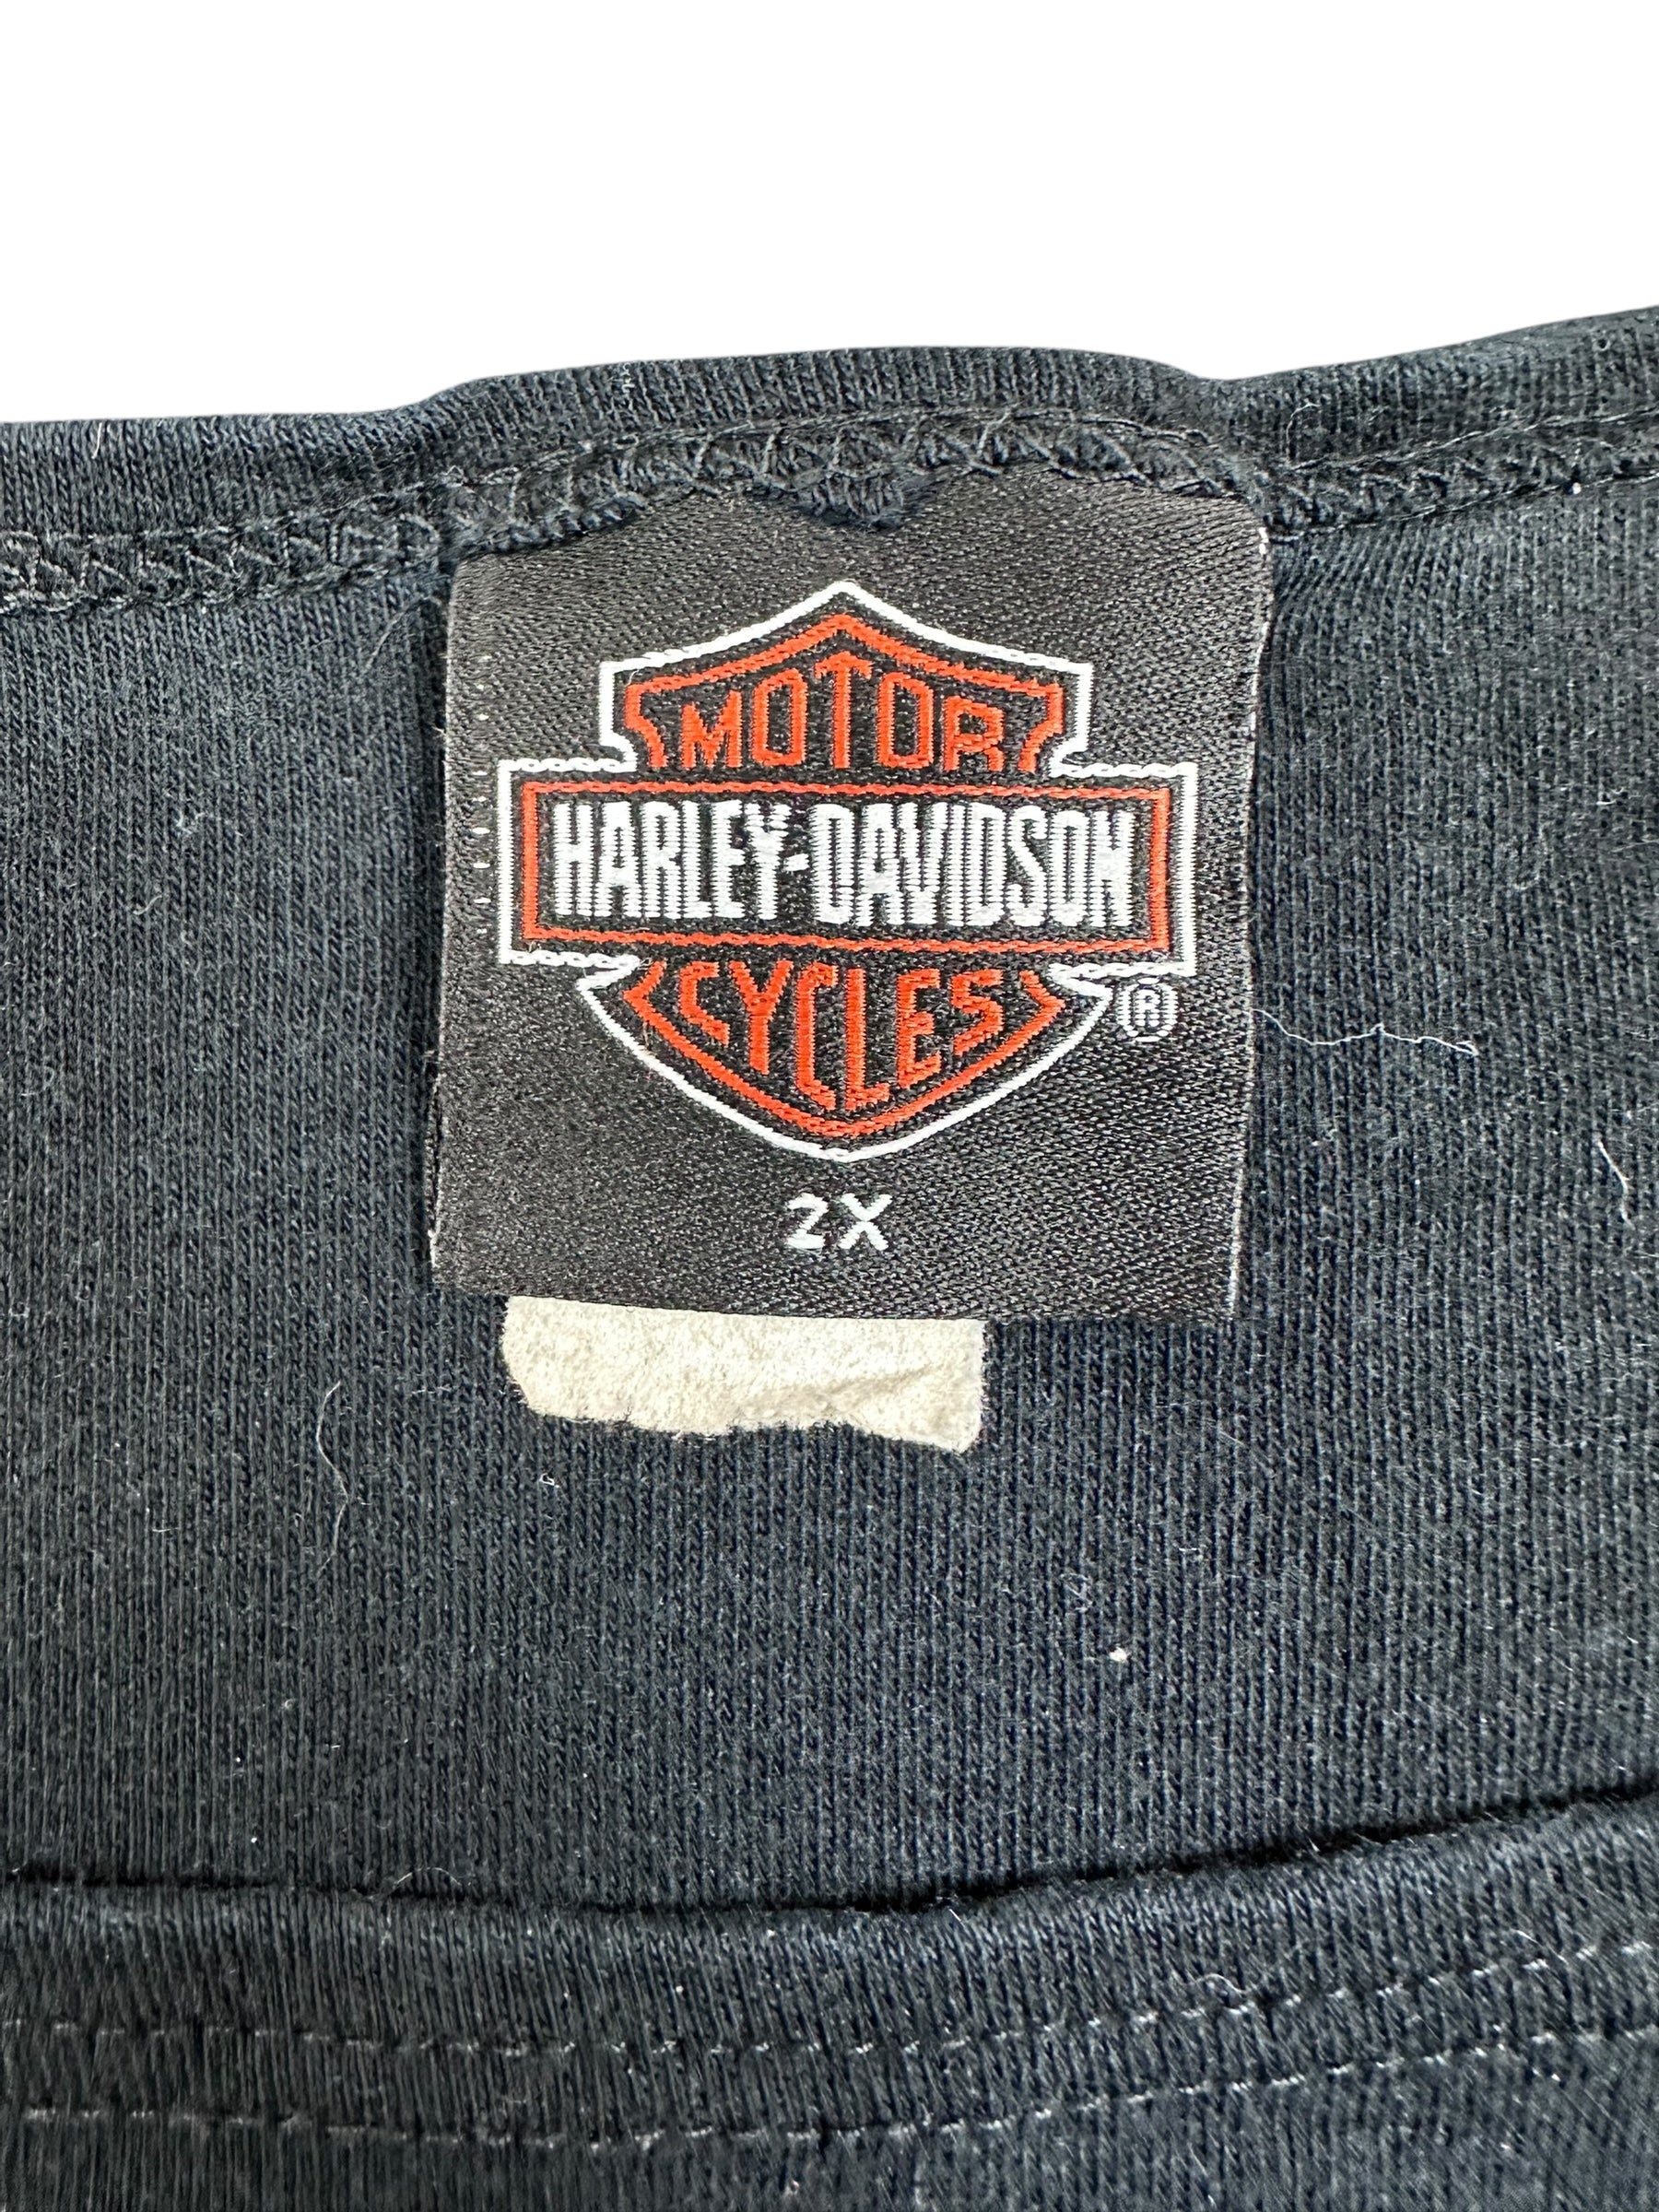 MOTOR
HARLEY-DAVIDSON
CYCLES
®
2X